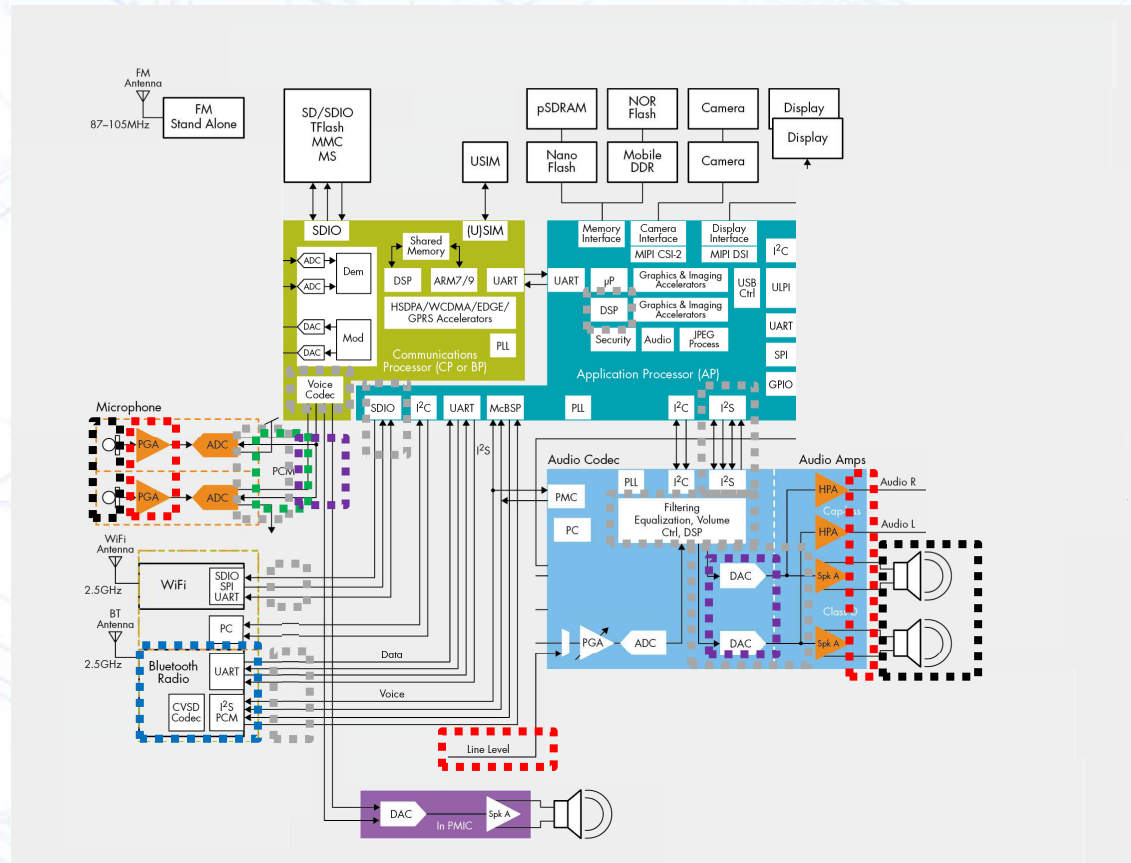 FM
Antenna
87–105MHz
FM
Stand Alone
SD/SDIO
TFlash
MMC
MS
USIM
pSDRAM
NOR
Flash
Camera
Display
Display
Nano
Flash
Mobile
DDR
Camera
SDIO
(U)SIM
ADC
ADC
Dem
DAC
DAC
Mod
Shared
Memory
DSP
ARM7/9
UART
HSDPA/WCDMA/EDGE/
GPRS Accelerators
PLL
Communications
Processor (CP or BP)
Voice
Codec
Memory
Interface
Camera
Interface
MIPI CSI-2
Display
Interface
MIPI DSI
I²C
UART
µP
Graphics & Imaging
Accelerators
USB
Ctrl
ULPI
DSP
Graphics & Imaging
Accelerators
UART
Security
Audio
JPEG
Process
SPI
Application Processor (AP)
GPIO
SDIO
I²C
UART
McBSP
PLL
I²C
I²S
I²S
Microphone
PGA
ADC
PCM
PGA
ADC
Audio Codec
Audio Amps
PLL
I²C
I²S
PMC
PC
Filtering
Equalization, Volume
Ctrl, DSP
HPA
Audio R
HPA
Audio L
DAC
Spk A
DAC
Spk A
PGA
ADC
WiFi
Antenna
2.5GHz
WiFi
SDIO
SPI
UART
BT
Antenna
2.5GHz
PC
Bluetooth
Radio
UART
CVSD
Codec
I²S
PCM
Data
Voice
Line Level
DAC
Spk A
In PMIC